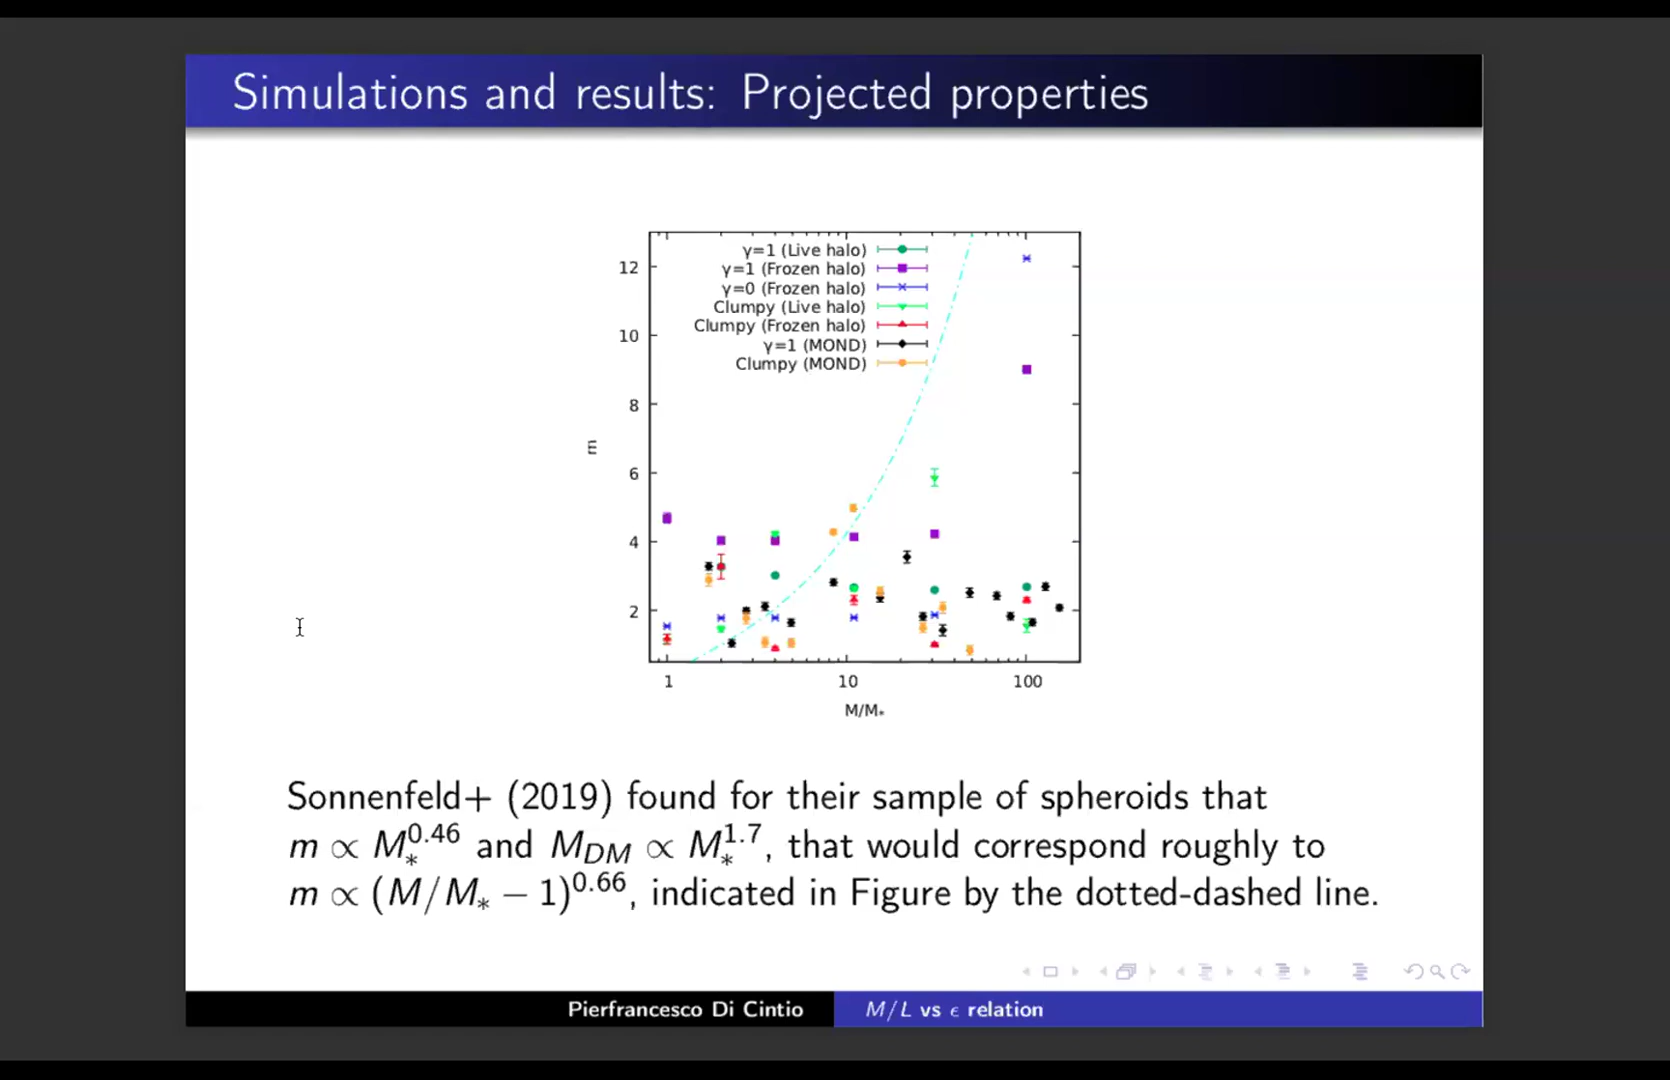 Simulations and results: Projected properties
γ=1 (Live halo)
γ=1 (Frozen halo)
γ=0 (Frozen halo)
Clumpy (Live halo)
Clumpy (Frozen halo)
γ=1 (MOND)
Clumpy (MOND)
12
10
8
6
4
2
m
1 10 100
M/M*
Sonnenfeld+ (2019) found for their sample of spheroids that
m ∝ M_*^0.46 and M_DM ∝ M_*^1.7, that would correspond roughly to
m ∝ (M/M_* − 1)^0.66, indicated in Figure by the dotted-dashed line.
Pierfrancesco Di Cintio M/L vs ϵ relation